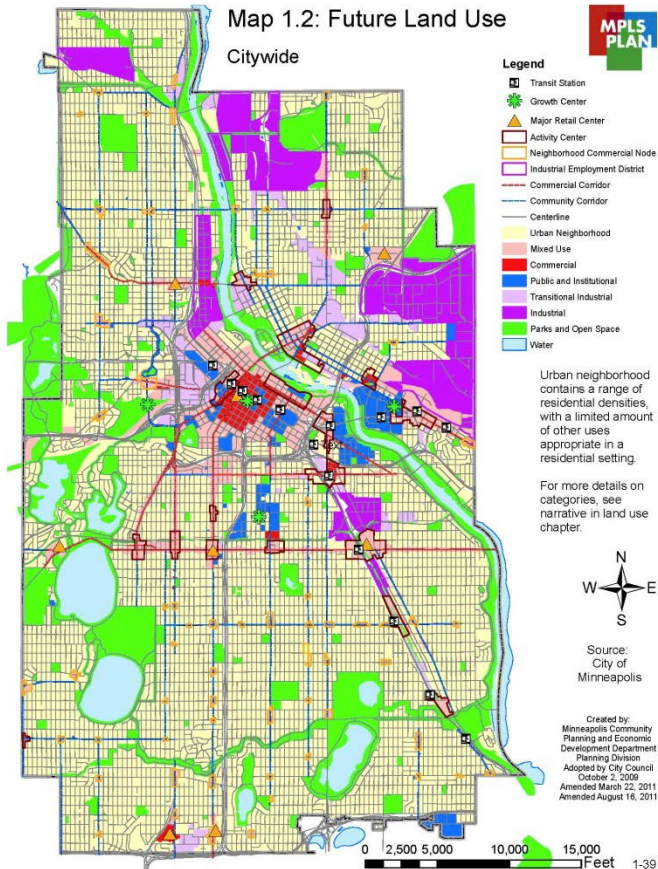 Map 1.2: Future Land Use
Citywide
MPLS
PLAN
Legend
Transit Station
Growth Center
Major Retail Center
Activity Center
Neighborhood Commercial Node
Industrial Employment District
Commercial Corridor
Community Corridor
Centerline
Urban Neighborhood
Mixed Use
Commercial
Public and Institutional
Transitional Industrial
Industrial
Parks and Open Space
Water
Urban neighborhood
contains a range of
residential densities,
with a limited amount
of other uses
appropriate in a
residential setting.
For more details on
categories, see
narrative in land use
chapter.
N
W E
S
Source:
City of
Minneapolis
Created by:
Minneapolis Community
Planning and Economic
Development Department
Planning Division
Adopted by City Council
October 2, 2009
Amended March 22, 2011
Amended August 16, 2011
0 2,500 5,000 10,000 15,000
Feet
1-39